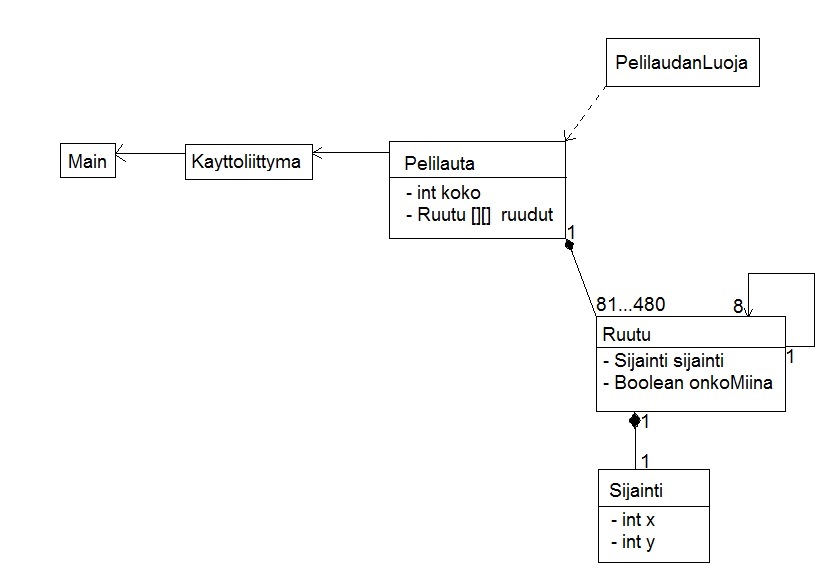 PelilaudanLuoja
Main
Kayttoliittyma
Pelilauta
- int koko
- Ruutu [][] ruudut
1
81...480
8
Ruutu
1
- Sijainti sijainti
- Boolean onkoMiina
1
1
Sijainti
- int x
- int y